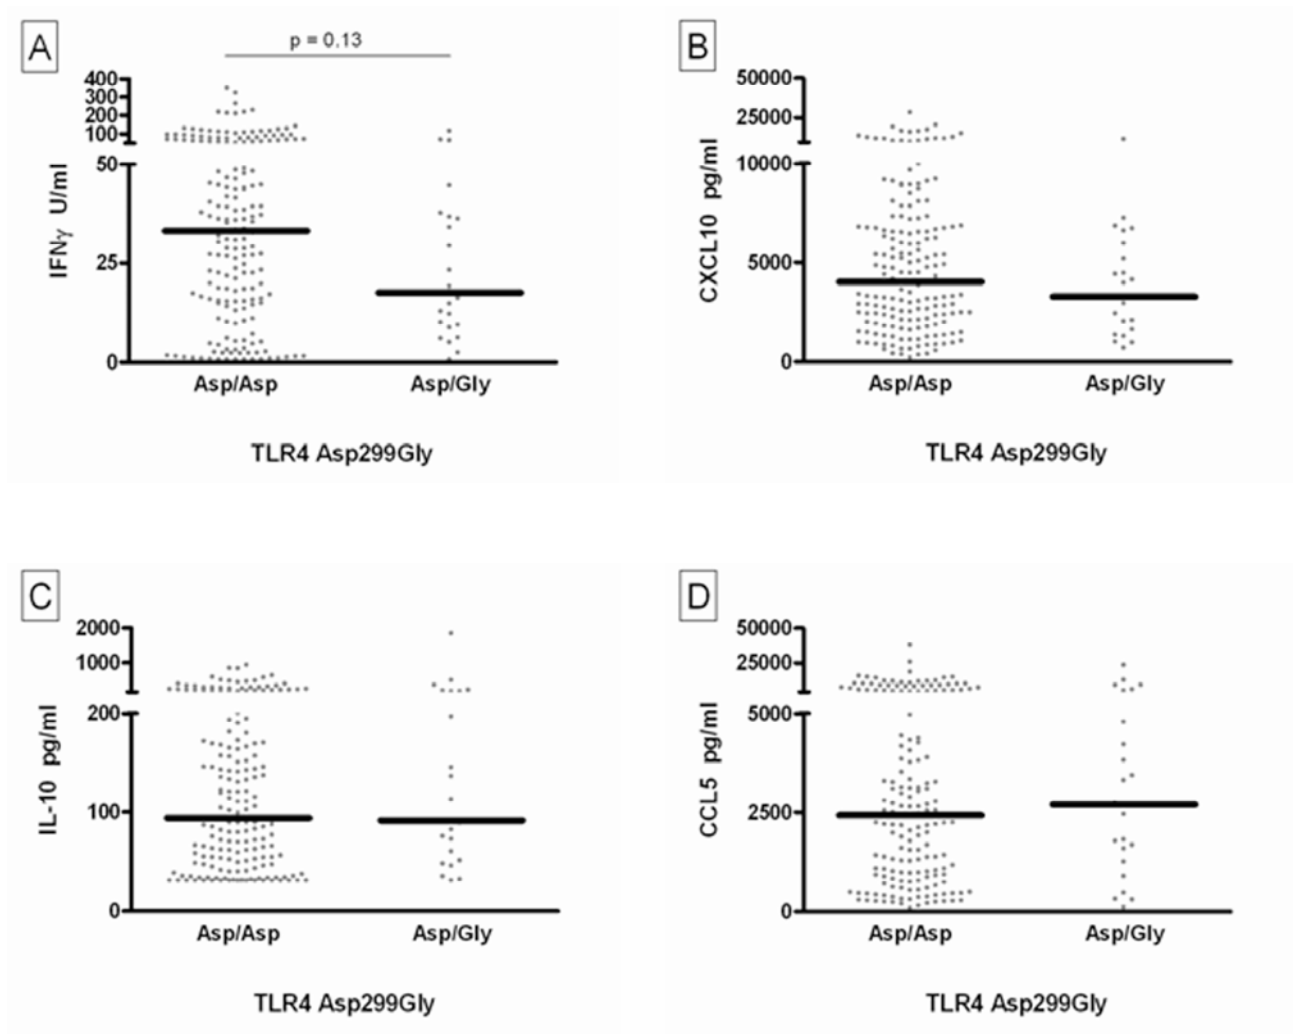 A
p = 0,13
400
300
200
100
50
25
0
IFNγ U/ml
Asp/Asp
Asp/Gly
TLR4 Asp299Gly
B
50000
25000
10000
5000
0
CXCL10 pg/ml
Asp/Asp
Asp/Gly
TLR4 Asp299Gly
C
2000
1000
200
100
0
IL-10 pg/ml
Asp/Asp
Asp/Gly
TLR4 Asp299Gly
D
50000
25000
5000
2500
0
CCL5 pg/ml
Asp/Asp
Asp/Gly
TLR4 Asp299Gly